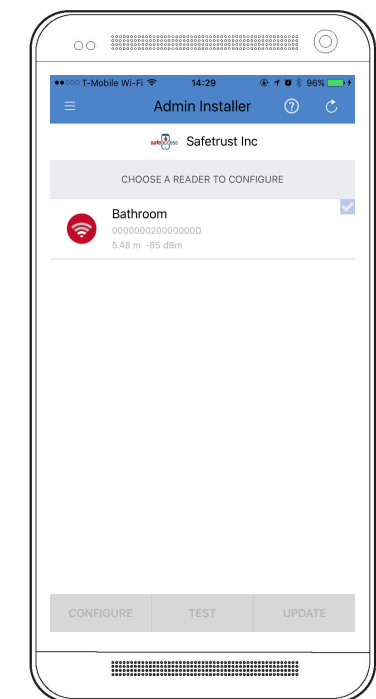 T-Mobile Wi-Fi 14:29 96%
Admin Installer ?
safeaccess Safetrust Inc
CHOOSE A READER TO CONFIGURE
Bathroom
000000020000000D
5.48 m -85 dBm
CONFIGURE TEST UPDATE